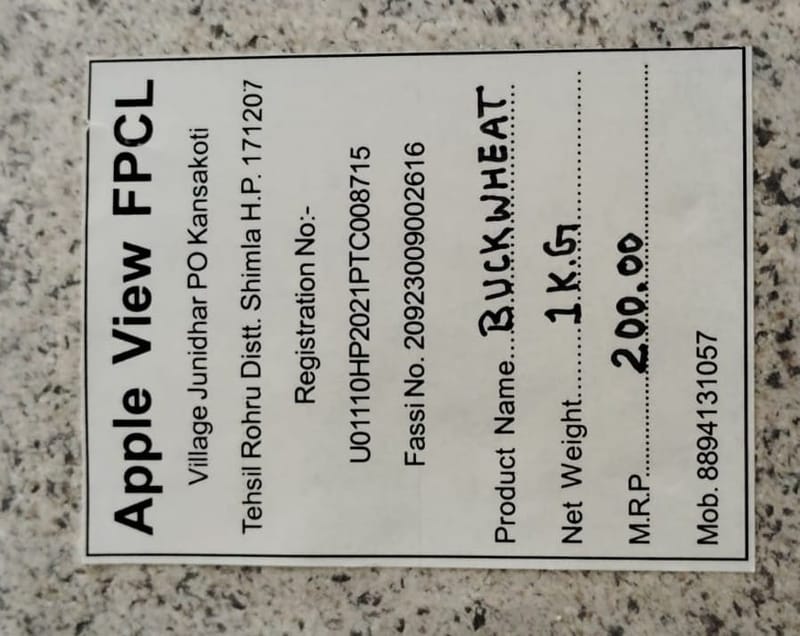 Apple View FPCL
Village Junidhar PO Kansakoti
Tehsil Rohru Distt. Shimla H.P. 171207
Registration No:-
U01110HP2021PTC008715
Fassi No. 20923009002616
Product Name...BUCKWHEAT
Net Weight.......1K.G
M.R.P..............200.00
Mob. 8894131057